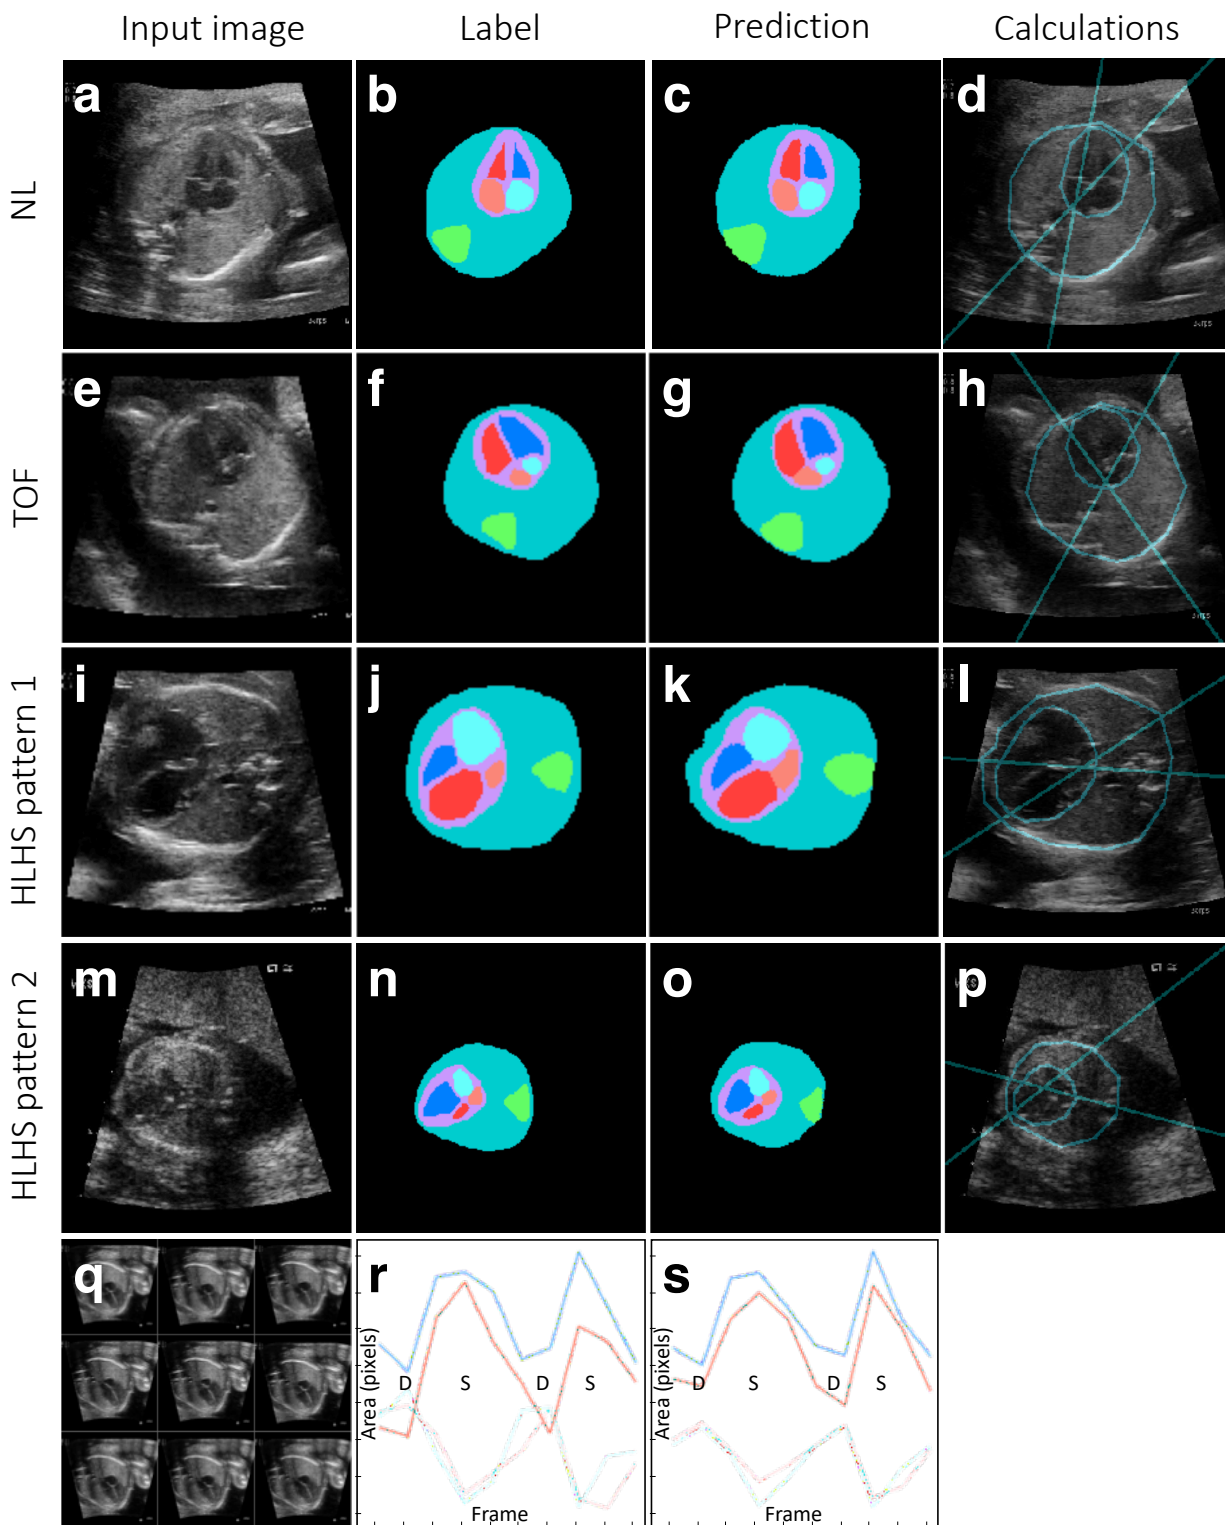 Input image
Label
Prediction
Calculations
NL
a
b
c
d
TOF
e
f
g
h
HLHS pattern 1
i
j
k
l
HLHS pattern 2
m
n
o
p
q
r
s
Area (pixels)
D
S
D
S
Frame
Area (pixels)
D
S
D
S
Frame